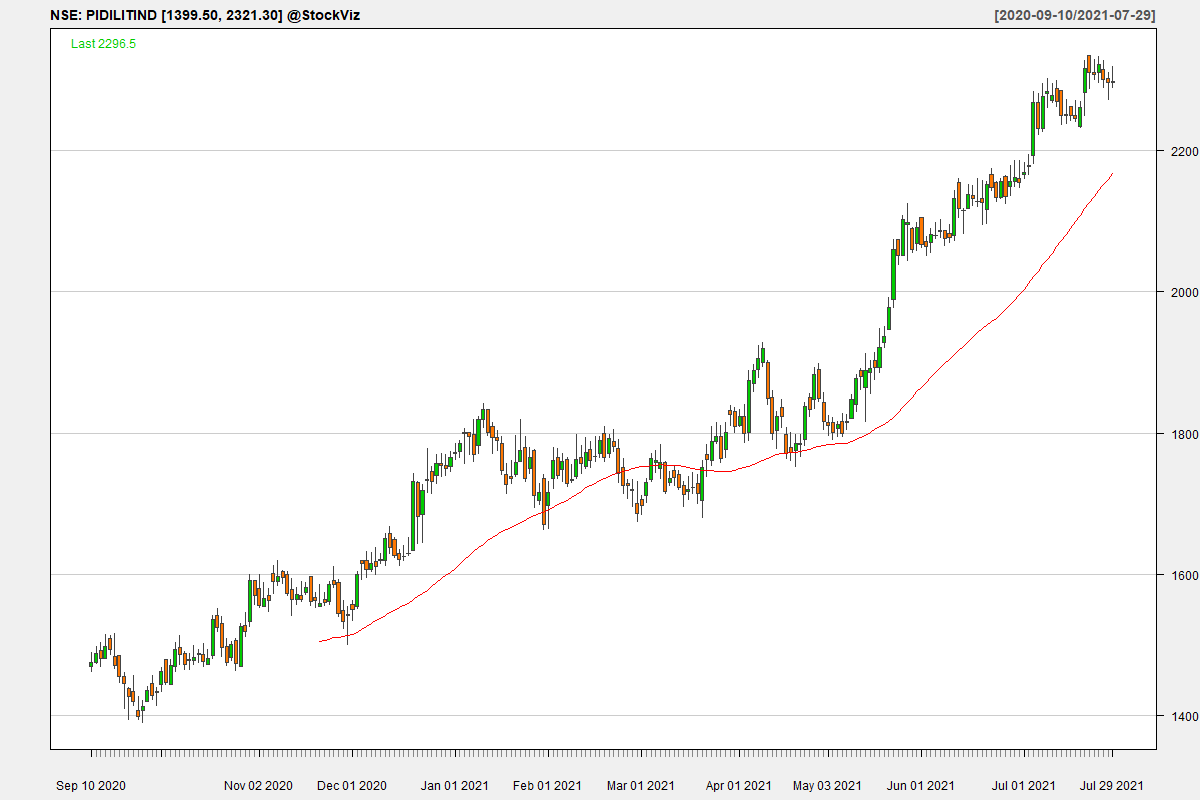 NSE: PIDILITIND [1399.50, 2321.30] @StockViz [2020-09-10/2021-07-29]
Last 2296.5
2200
2000
1800
1600
1400
Sep 10 2020 Nov 02 2020 Dec 01 2020 Jan 01 2021 Feb 01 2021 Mar 01 2021 Apr 01 2021 May 03 2021 Jun 01 2021 Jul 01 2021 Jul 29 2021